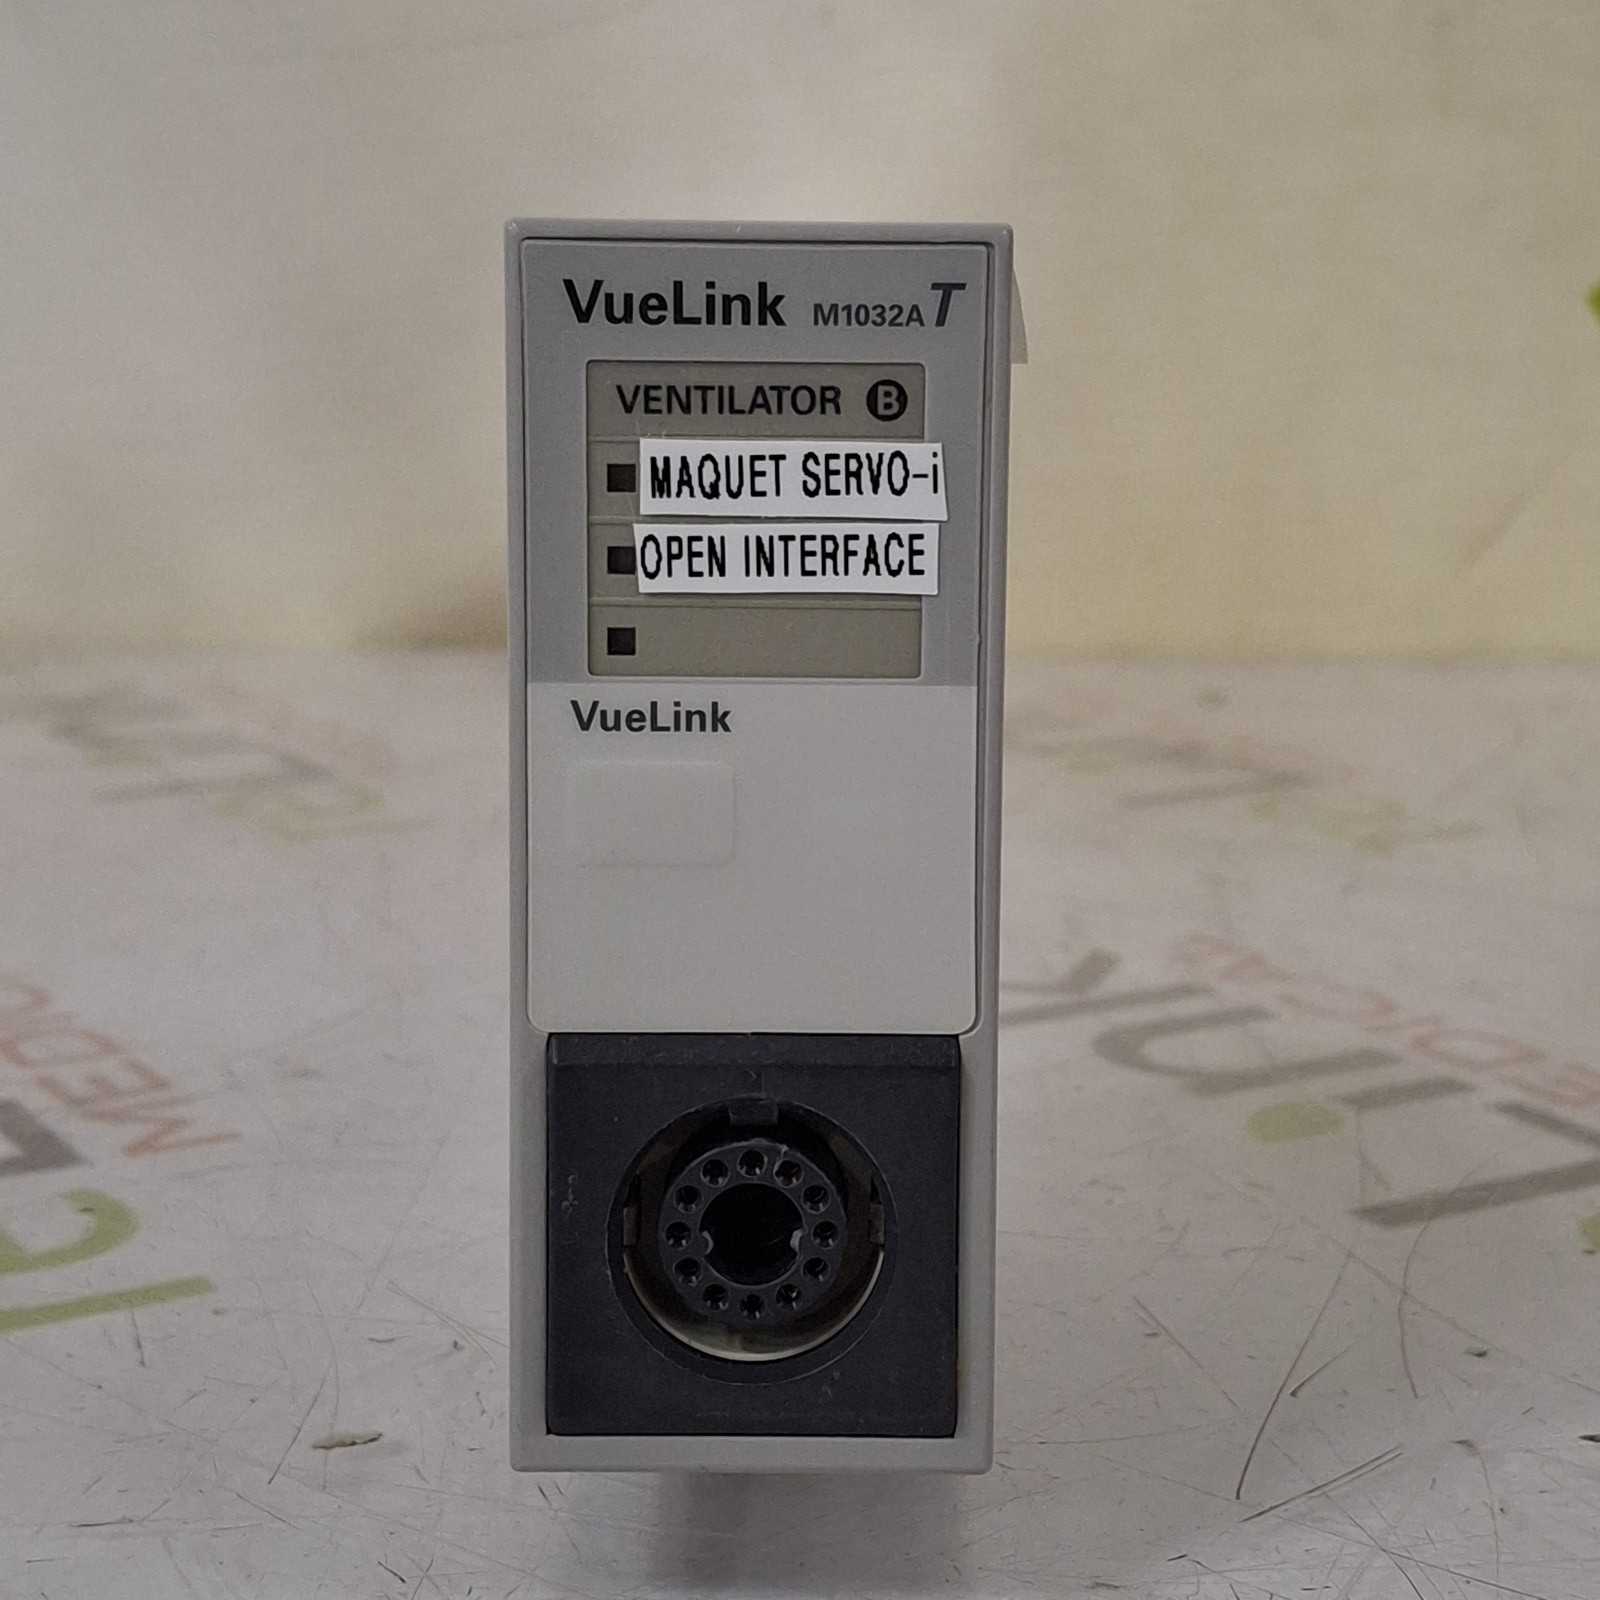 VueLink M1032A T
VENTILATOR B
MAQUET SERVO-i
OPEN INTERFACE
VueLink